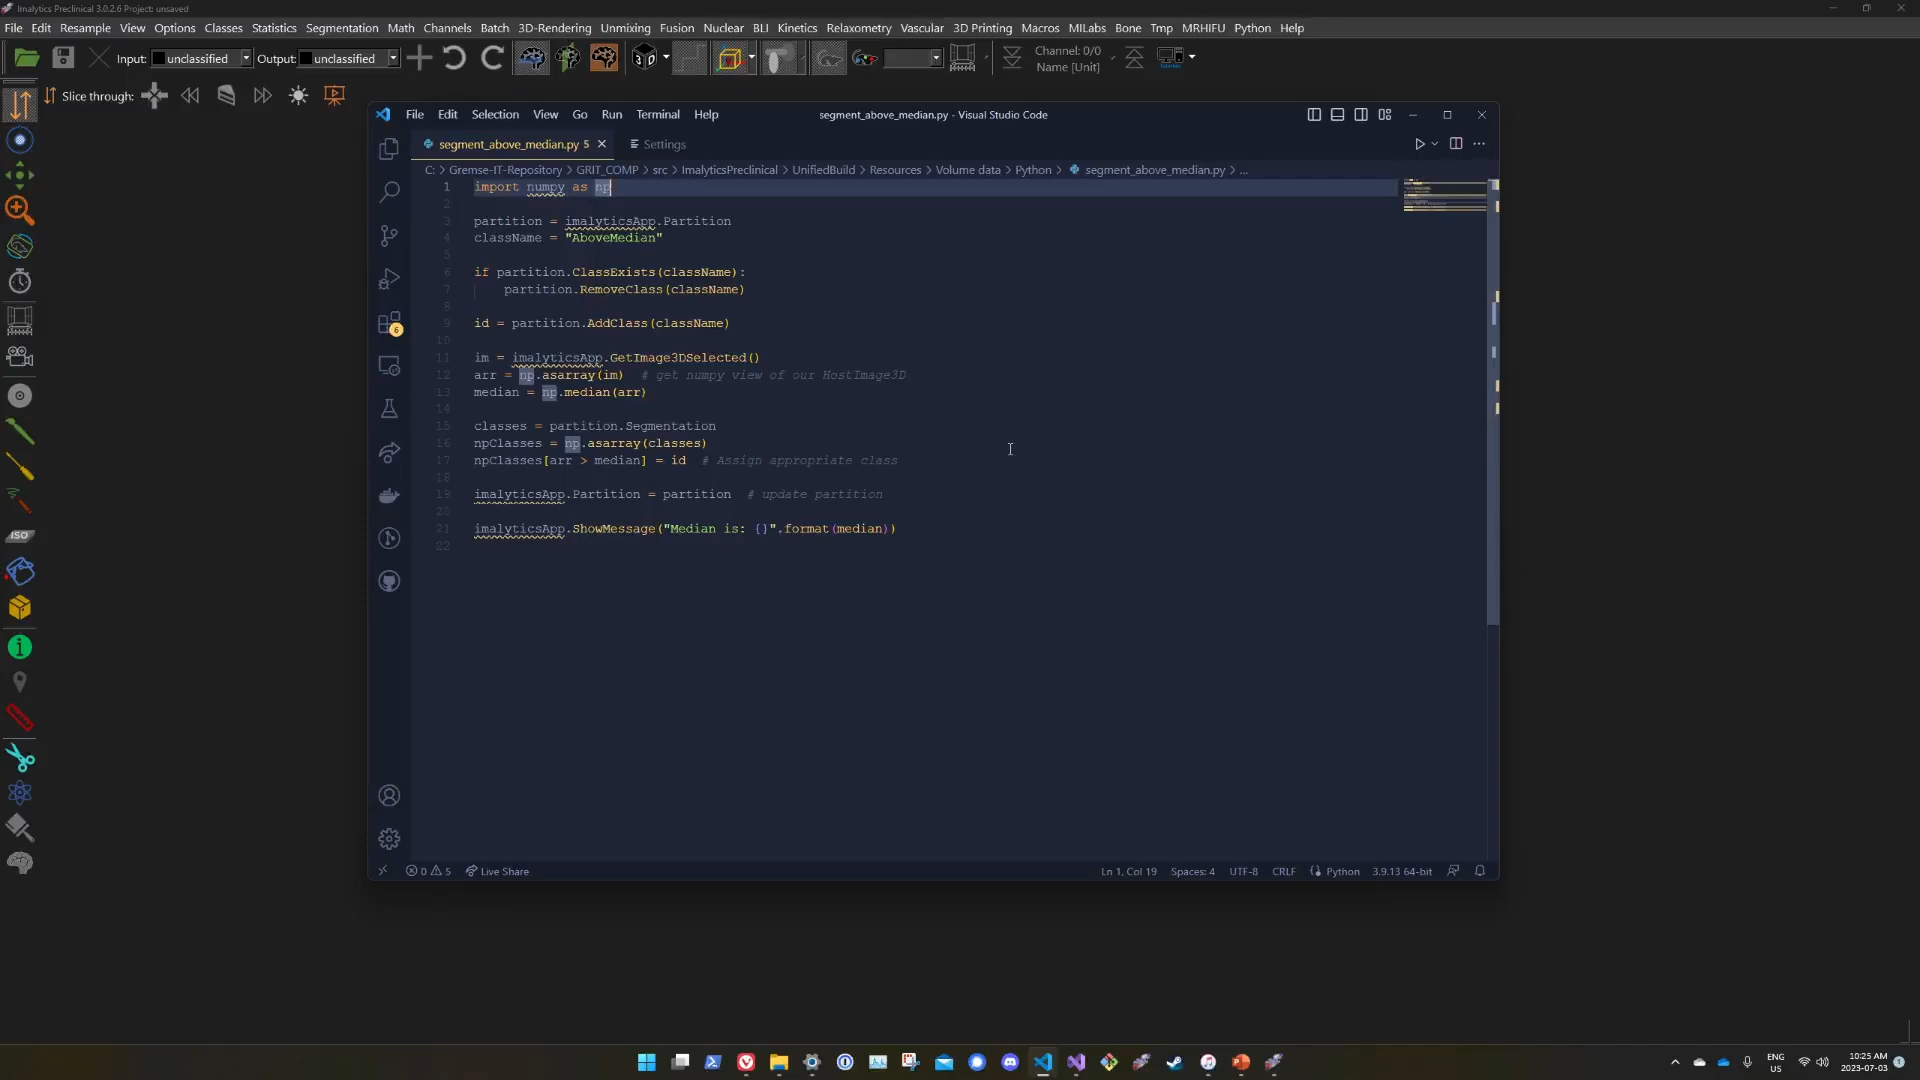 Imalytics Preclinical 3.0.2.6 Project: unsaved
File Edit Resample View Options Classes Statistics Segmentation Math Channels Batch 3D-Rendering Unmixing Fusion Nuclear BLI Kinetics Relaxometry Vascular 3D Printing Macros MILabs Bone Tmp MRHIFU Python Help
Input: unclassified Output: unclassified 3D Channel: 0/0
Name [Unit]
Slice through:
File Edit Selection View Go Run Terminal Help segment_above_median.py - Visual Studio Code
segment_above_median.py 5 Settings
C: > Gremse-IT-Repository > GRIT_COMP > src > ImalyticsPreclinical > UnifiedBuild > Resources > Volume data > Python > segment_above_median.py > ...
1 import numpy as np
2
3 partition = imalyticsApp.Partition
4 className = "AboveMedian"
5
6 if partition.ClassExists(className):
7 partition.RemoveClass(className)
8
9 id = partition.AddClass(className)
10
11 im = imalyticsApp.GetImage3DSelected()
12 arr = np.asarray(im) # get numpy view of our HostImage3D
13 median = np.median(arr)
14
15 classes = partition.Segmentation
16 npClasses = np.asarray(classes)
17 npClasses[arr > median] = id # Assign appropriate class
18
19 imalyticsApp.Partition = partition # update partition
20
21 imalyticsApp.ShowMessage("Median is: {}".format(median))
22
6
ISO
0 5 Live Share Ln 1, Col 19 Spaces: 4 UTF-8 CRLF Python 3.9.13 64-bit
ENG
US
10:25 AM
2023-07-03
1